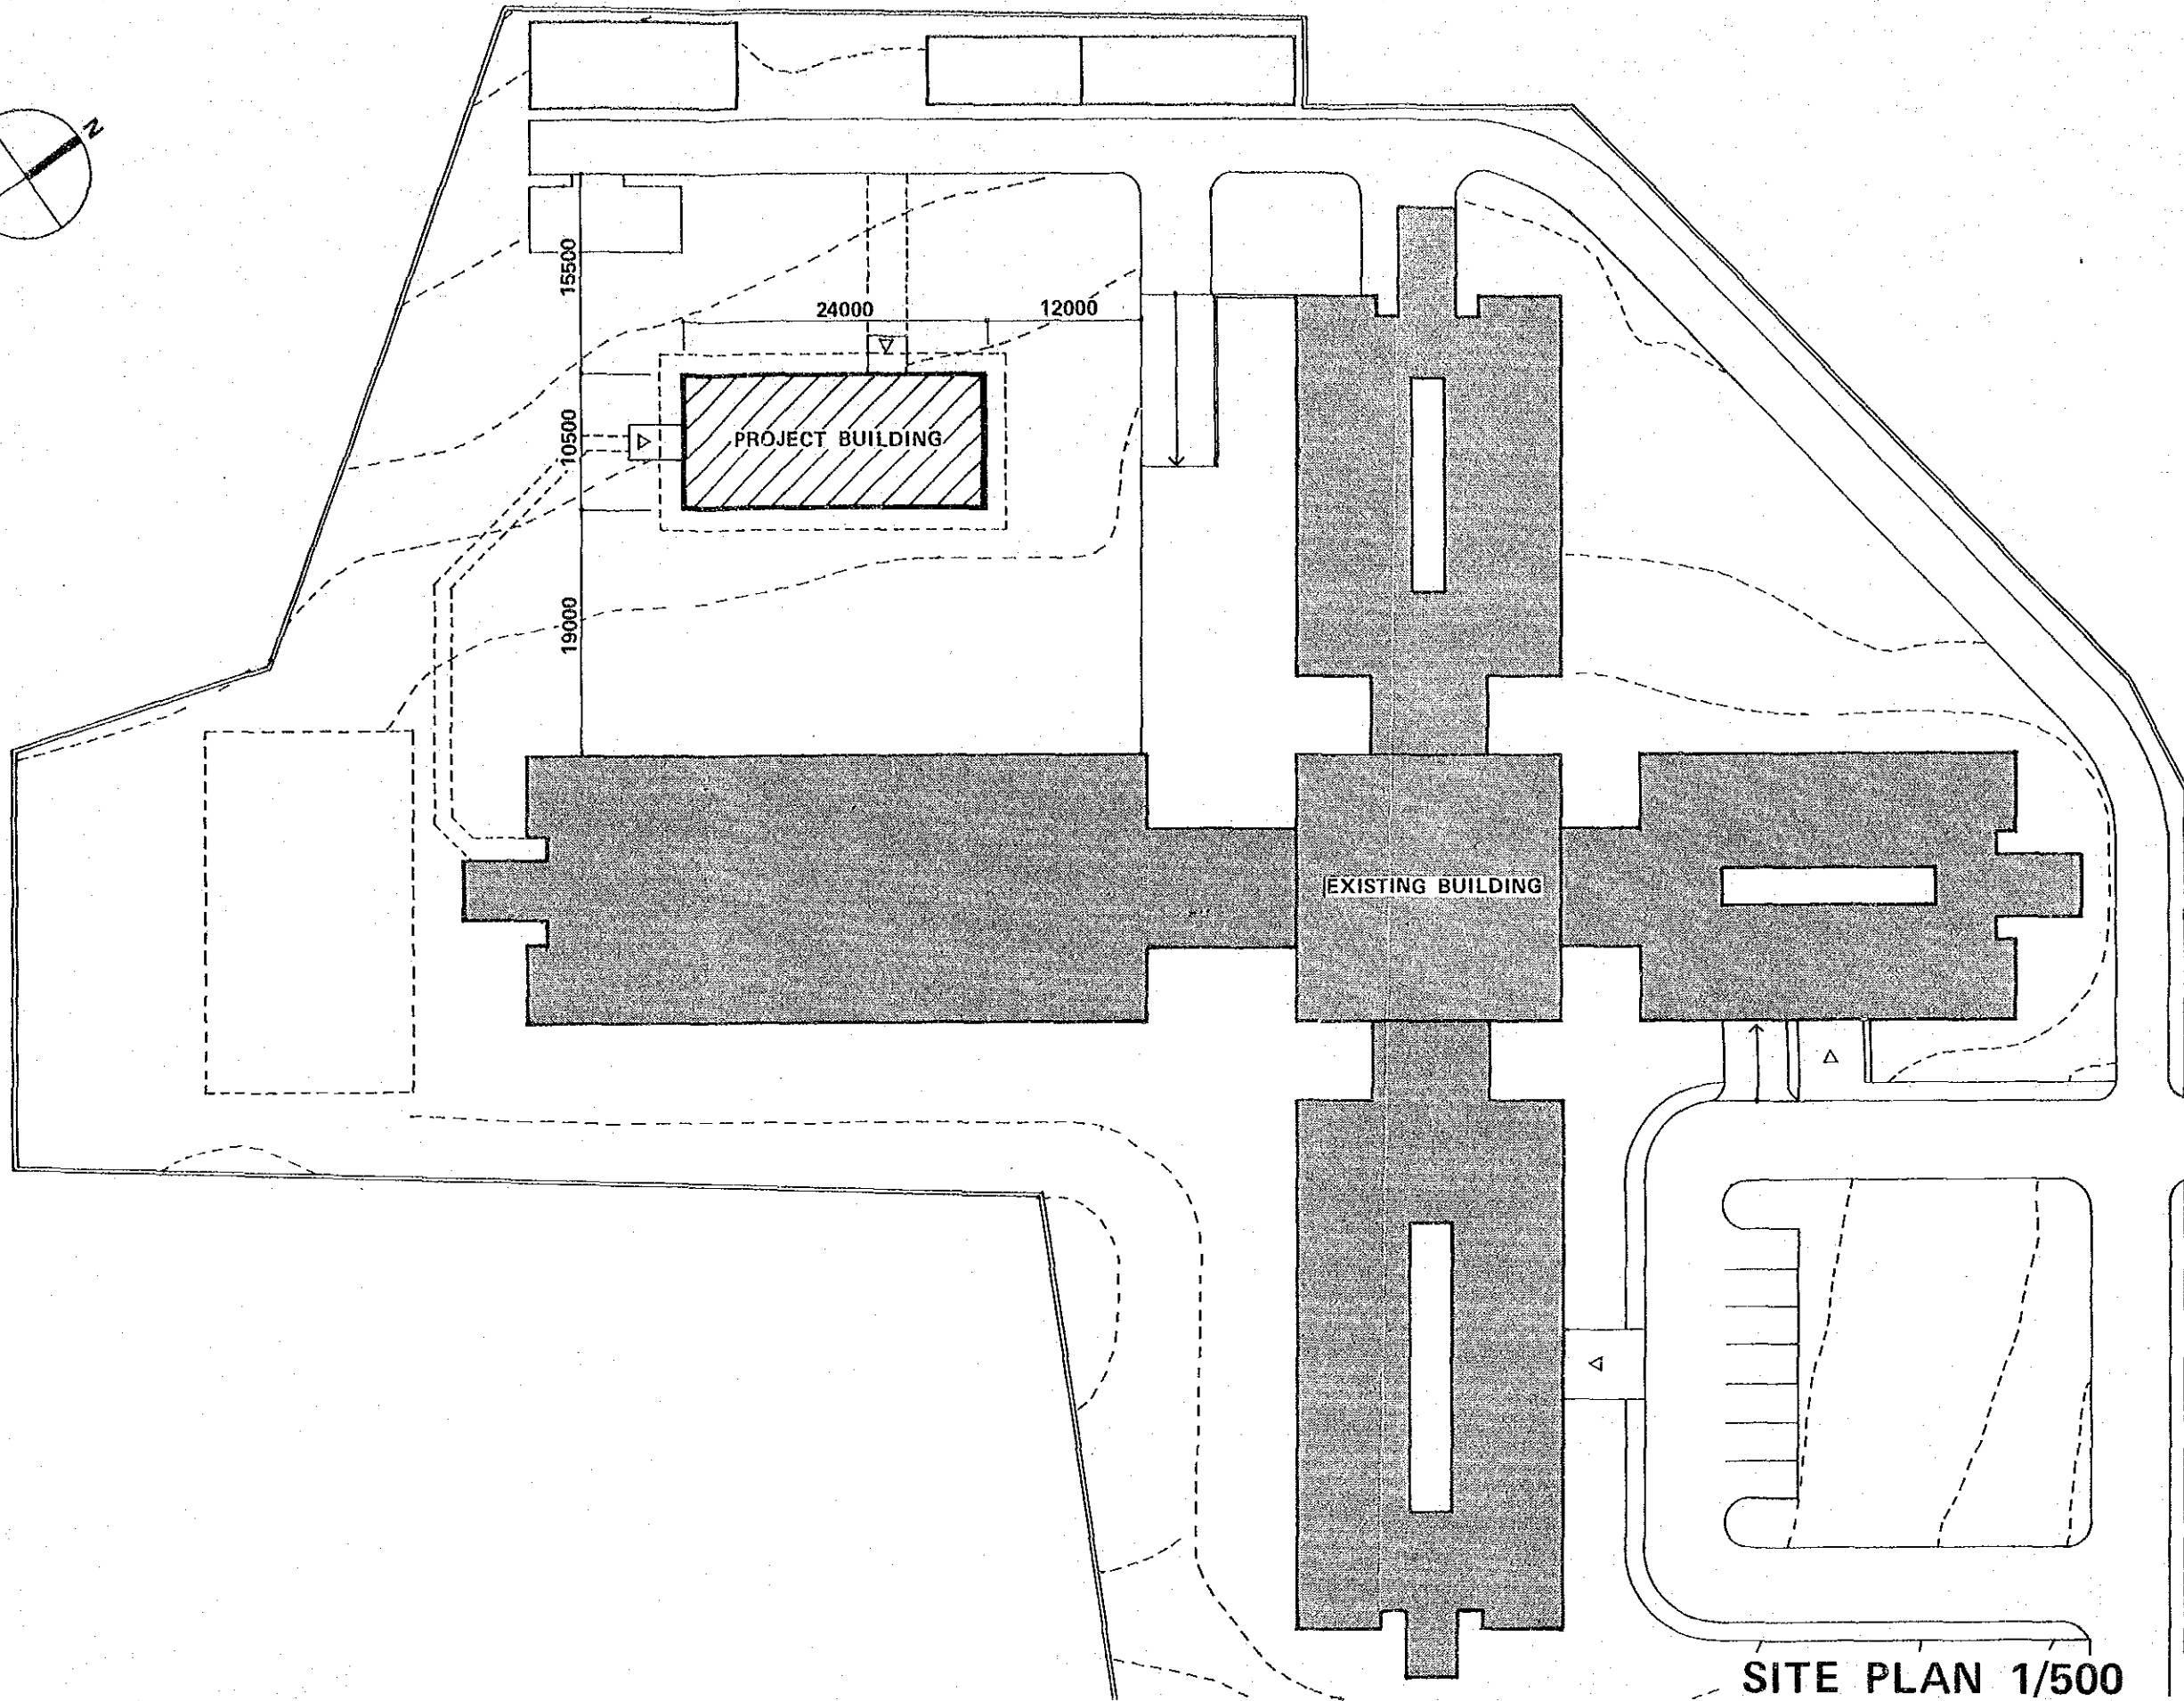 N
15500
24000 12000
10500
PROJECT BUILDING
19000
EXISTING BUILDING
SITE PLAN 1/500